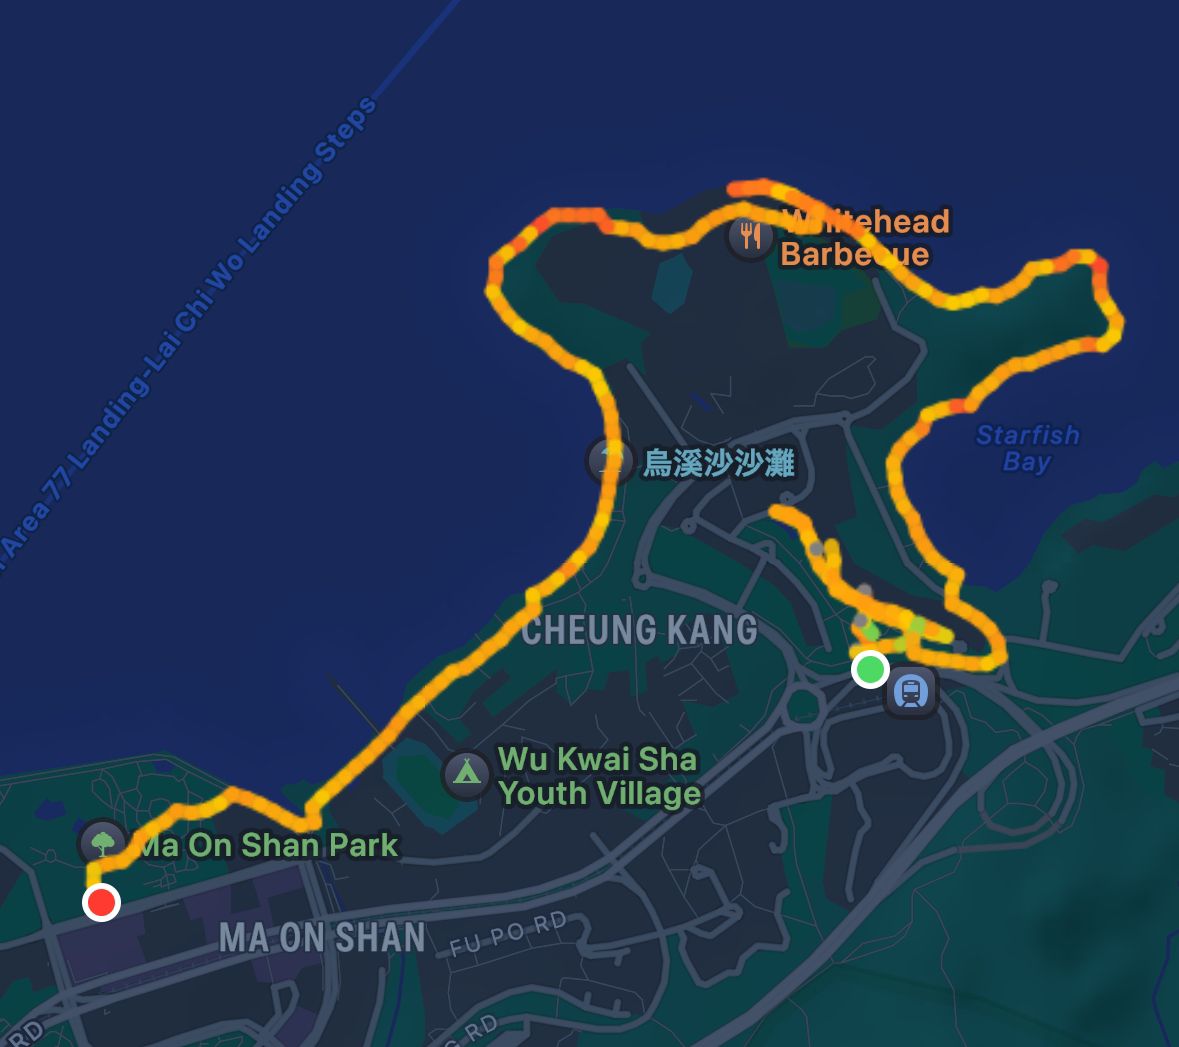 Area 77 Landing-Lai Chi Wo Landing Steps
Whitehead
Barbecue
Starfish
Bay
烏溪沙沙灘
CHEUNG KANG
Wu Kwai Sha
Youth Village
Ma On Shan Park
MA ON SHAN
FU PO RD
RD
RD